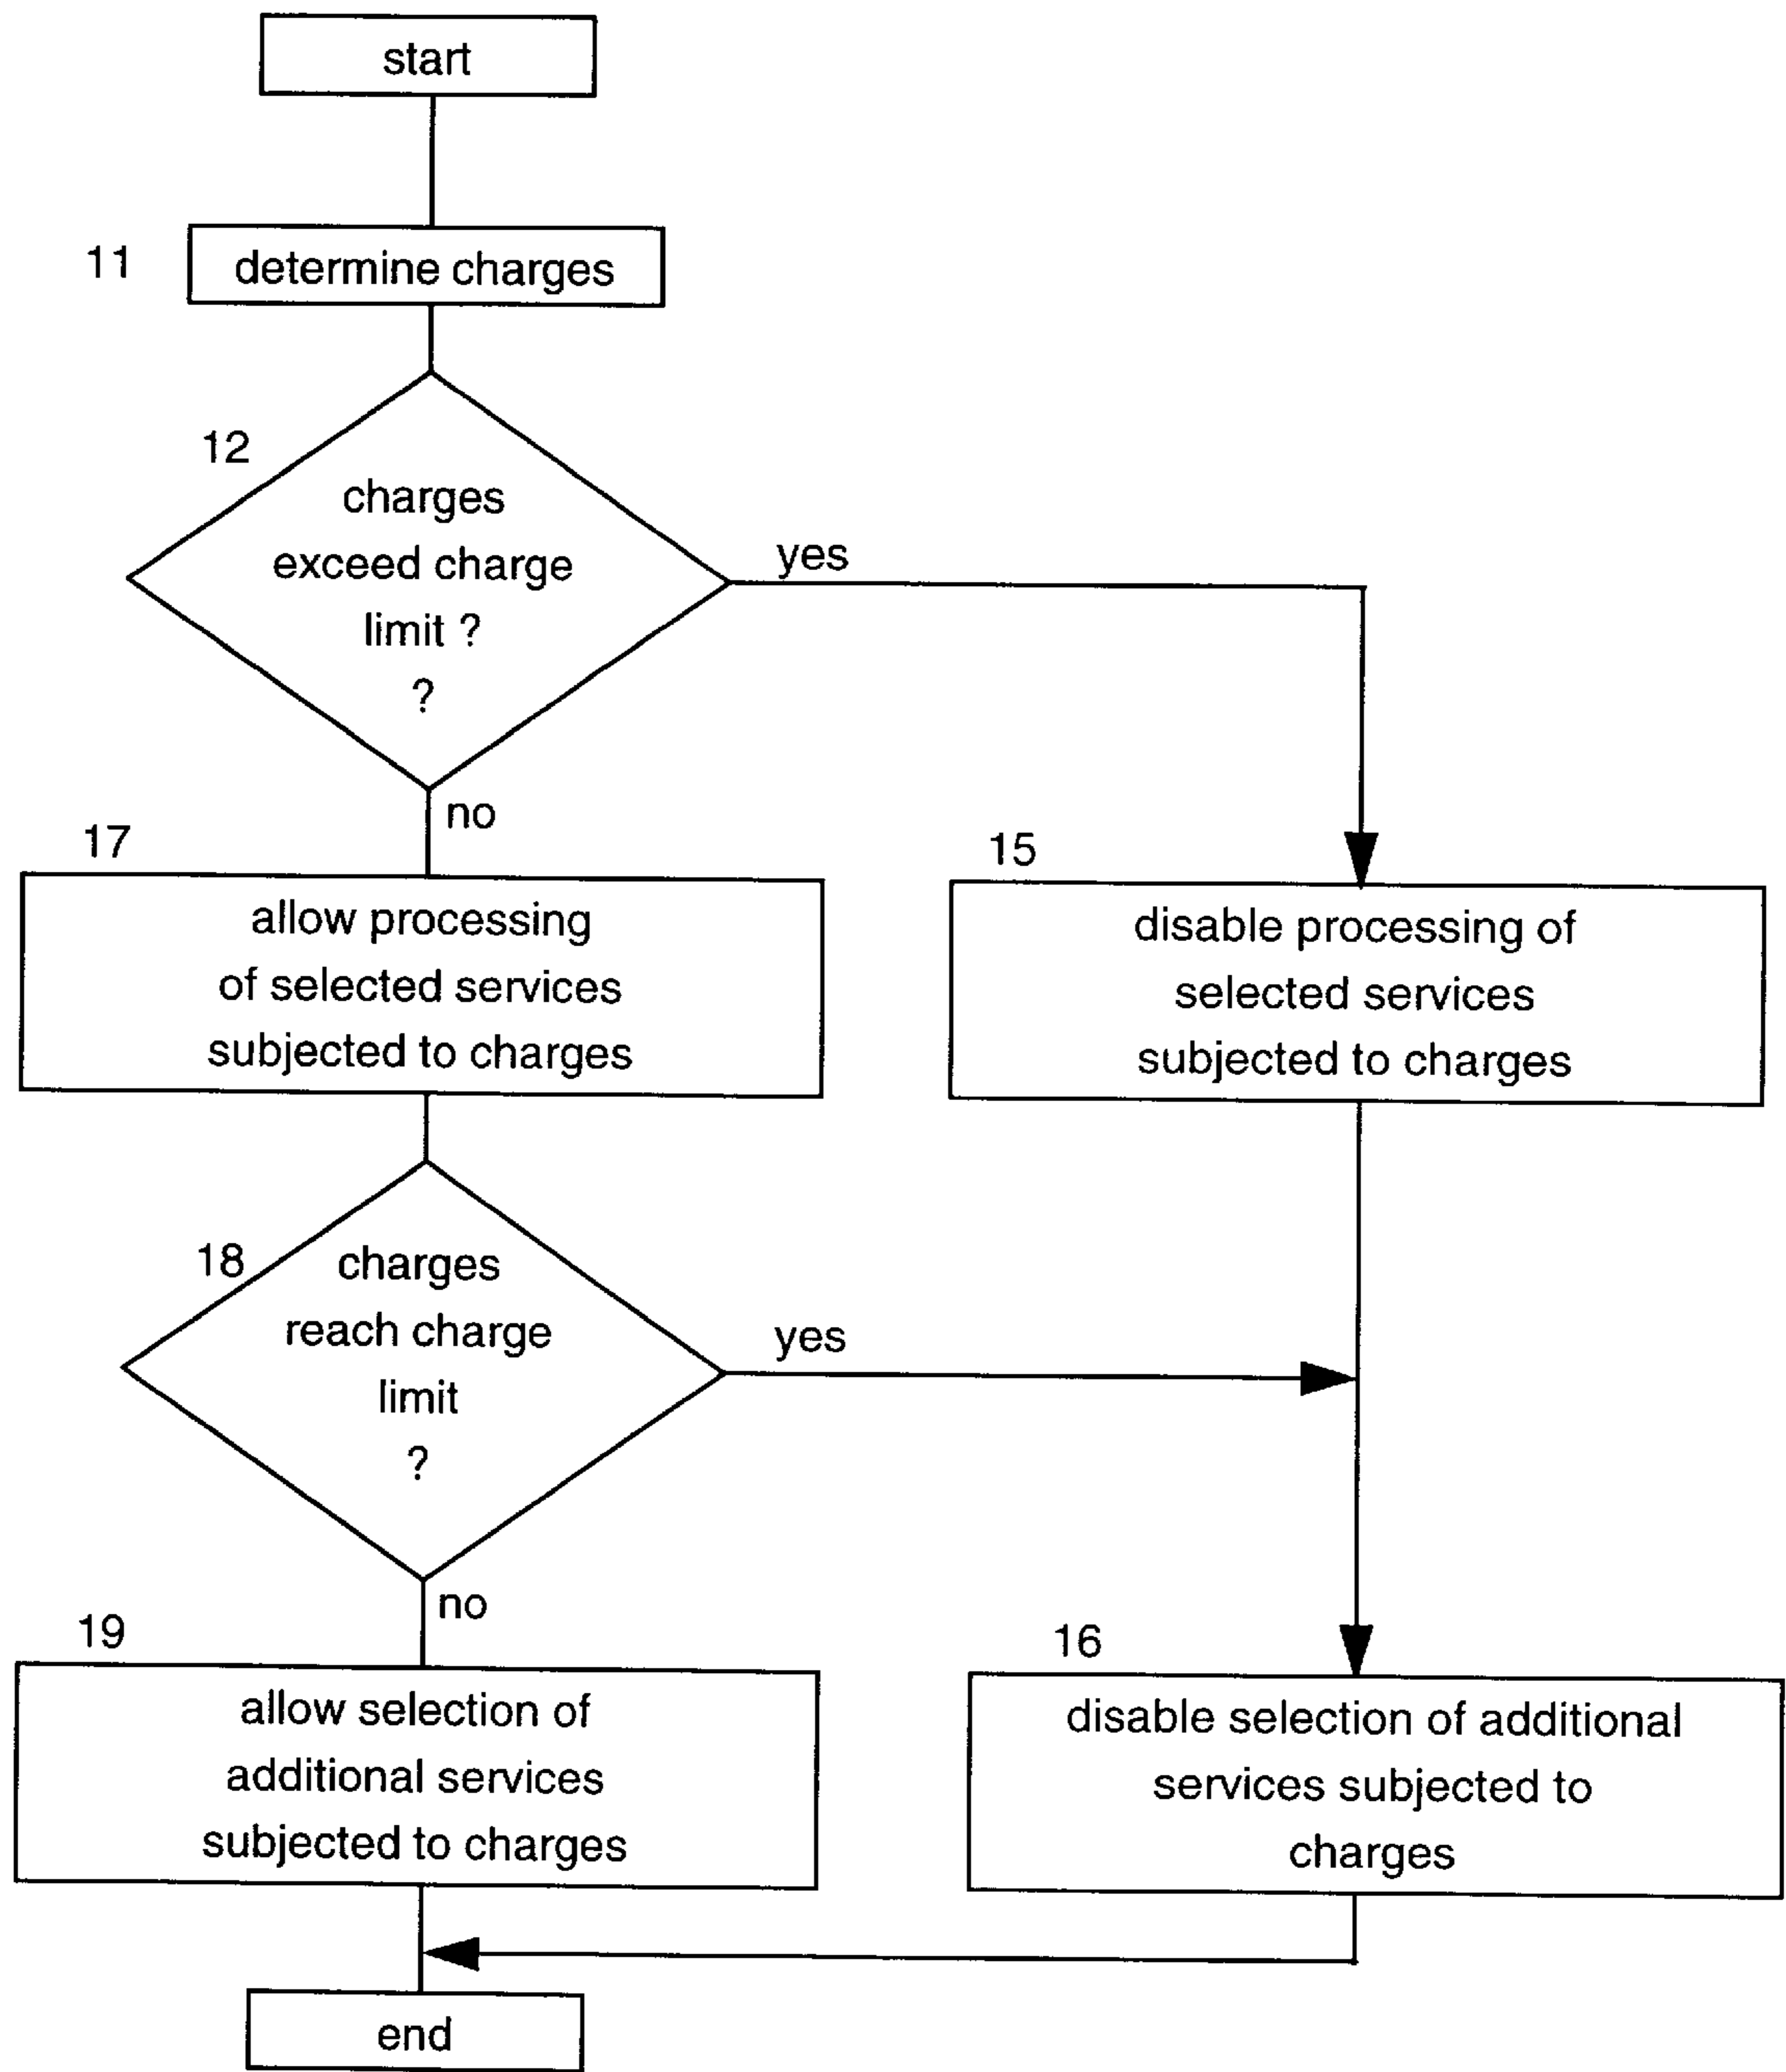 start
11
determine charges
12
charges
exceed charge
limit ?
?
yes
no
17
allow processing
of selected services
subjected to charges
15
disable processing of
selected services
subjected to charges
18
charges
reach charge
limit
?
yes
no
19
allow selection of
additional services
subjected to charges
16
disable selection of additional
services subjected to
charges
end